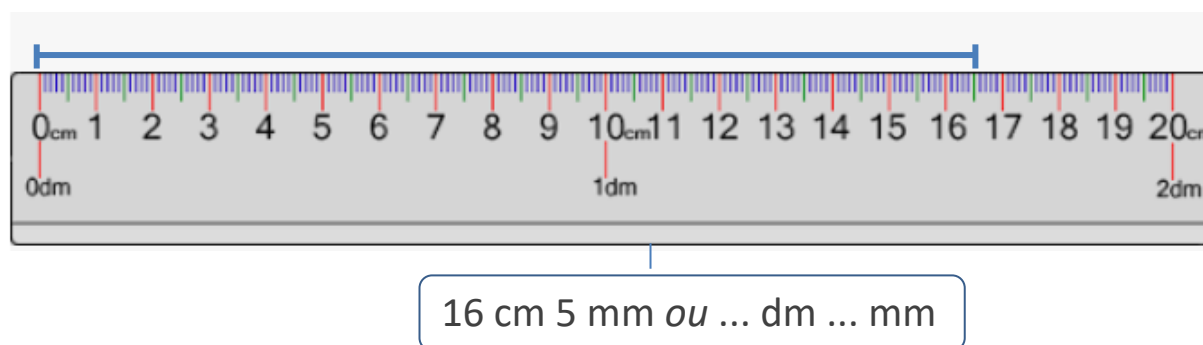 0cm 1 2 3 4 5 6 7 8 9 10cm 11 12 13 14 15 16 17 18 19 20cm
0dm 1dm 2dm
16 cm 5 mm ou ... dm ... mm